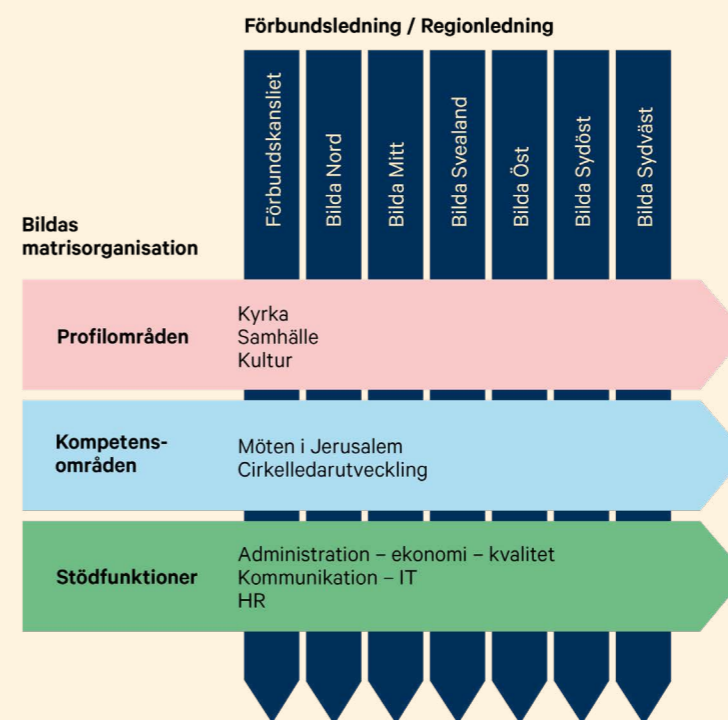 Förbundsledning / Regionledning
Förbundskansliet
Bilda Nord
Bilda Mitt
Bilda Svealand
Bilda Öst
Bilda Sydöst
Bilda Sydväst
Bildas
matrisorganisation
Profilområden
Kyrka
Samhälle
Kultur
Kompetens-
områden
Möten i Jerusalem
Cirkelledarutveckling
Stödfunktioner
Administration – ekonomi – kvalitet
Kommunikation – IT
HR